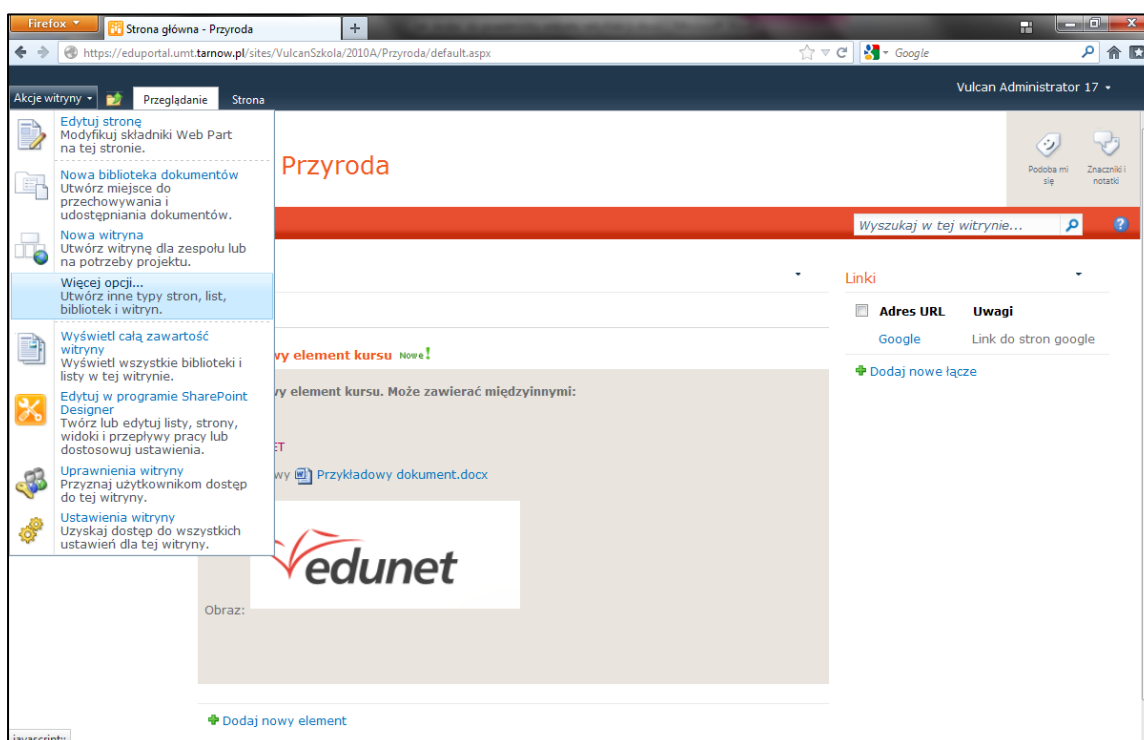 Firefox
Strona główna - Przyroda
https://eduportal.umt.tarnow.pl/sites/VulcanSzkola/2010A/Przyroda/default.aspx
Google
Vulcan Administrator 17
Akcje witryny
Przeglądanie
Strona
Edytuj stronę
Modyfikuj składniki Web Part
na tej stronie.
Nowa biblioteka dokumentów
Utwórz miejsce do
przechowywania i
udostępniania dokumentów.
Nowa witryna
Utwórz witrynę dla zespołu lub
na potrzeby projektu.
Więcej opcji...
Utwórz inne typy stron, list,
bibliotek i witryn.
Wyświetl całą zawartość
witryny
Wyświetl wszystkie biblioteki i
listy w tej witrynie.
Edytuj w programie SharePoint
Designer
Twórz lub edytuj listy, strony,
widoki i przepływy pracy lub
dostosowuj ustawienia.
Uprawnienia witryny
Przyznaj użytkownikom dostęp
do tej witryny.
Ustawienia witryny
Uzyskaj dostęp do wszystkich
ustawień dla tej witryny.
Przyroda
Podoba mi
się
Znaczniki i
notatki
Wyszukaj w tej witrynie...
wy element kursu Nowe!
wy element kursu. Może zawierać międzyinnymi:
ET
wy Przykładowy dokument.docx
edunet
Obraz:
Dodaj nowy element
Linki
Adres URL Uwagi
Google Link do stron google
Dodaj nowe łącze